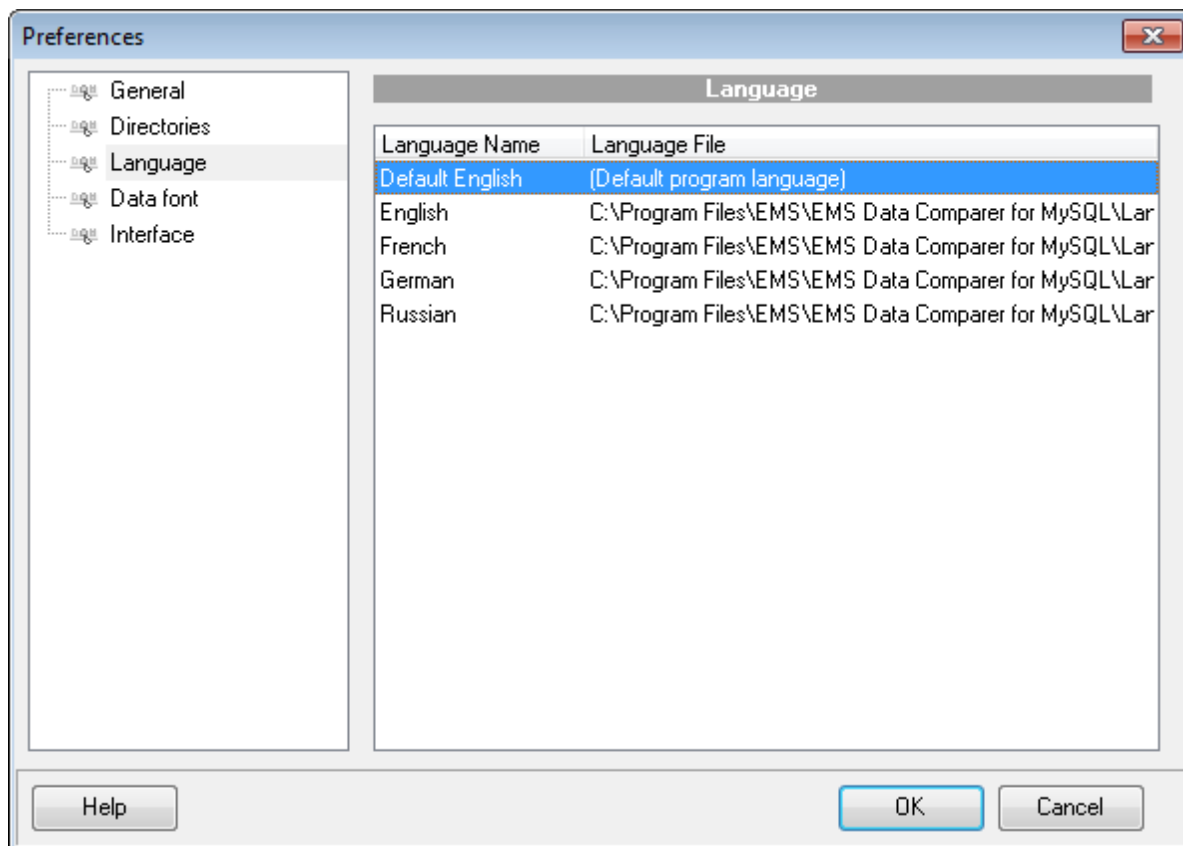 Preferences
General
Directories
Language
Data font
Interface
Language
Language Name Language File
Default English (Default program language)
English C:\Program Files\EMS\EMS Data Comparer for MySQL\Lar
French C:\Program Files\EMS\EMS Data Comparer for MySQL\Lar
German C:\Program Files\EMS\EMS Data Comparer for MySQL\Lar
Russian C:\Program Files\EMS\EMS Data Comparer for MySQL\Lar
Help OK Cancel